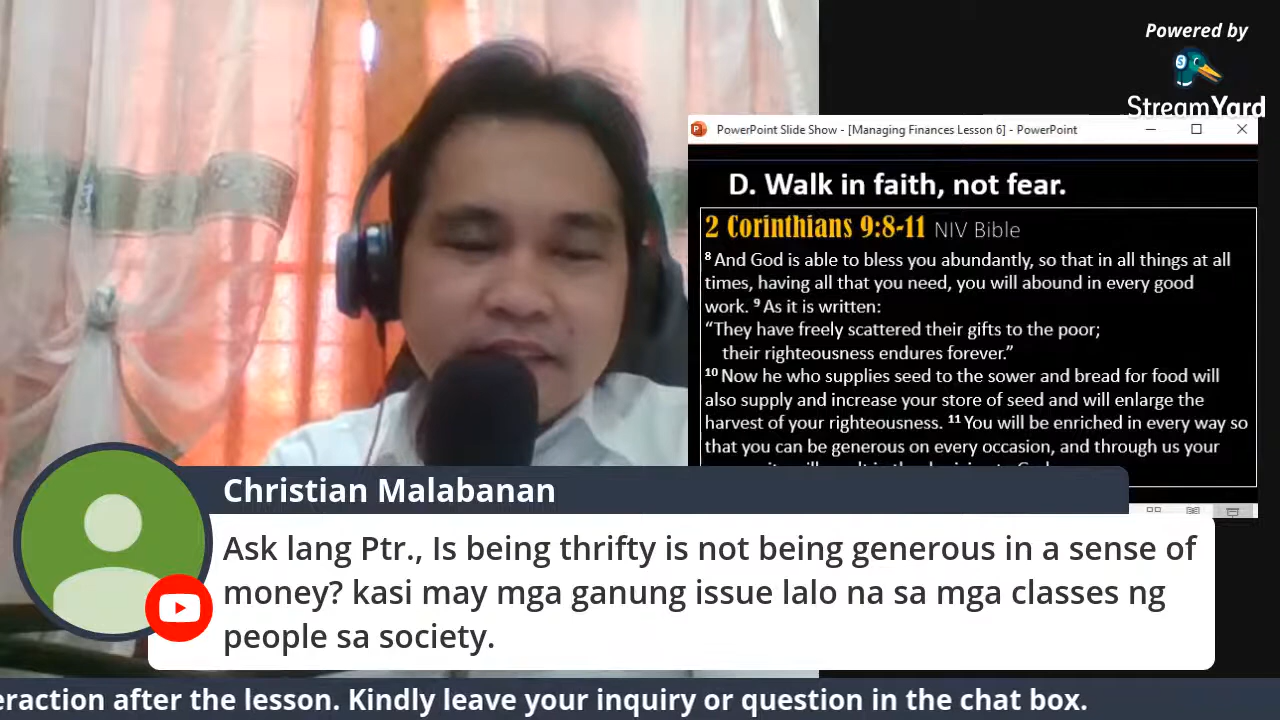 Powered by
StreamYard
PowerPoint Slide Show - [Managing Finances Lesson 6] - PowerPoint
D. Walk in faith, not fear.
2 Corinthians 9:8-11 NIV Bible
8 And God is able to bless you abundantly, so that in all things at all
times, having all that you need, you will abound in every good
work. 9 As it is written:
“They have freely scattered their gifts to the poor;
their righteousness endures forever.”
10 Now he who supplies seed to the sower and bread for food will
also supply and increase your store of seed and will enlarge the
harvest of your righteousness. 11 You will be enriched in every way so
that you can be generous on every occasion, and through us your
Christian Malabanan
Ask lang Ptr., Is being thrifty is not being generous in a sense of
money? kasi may mga ganung issue lalo na sa mga classes ng
people sa society.
eraction after the lesson. Kindly leave your inquiry or question in the chat box.